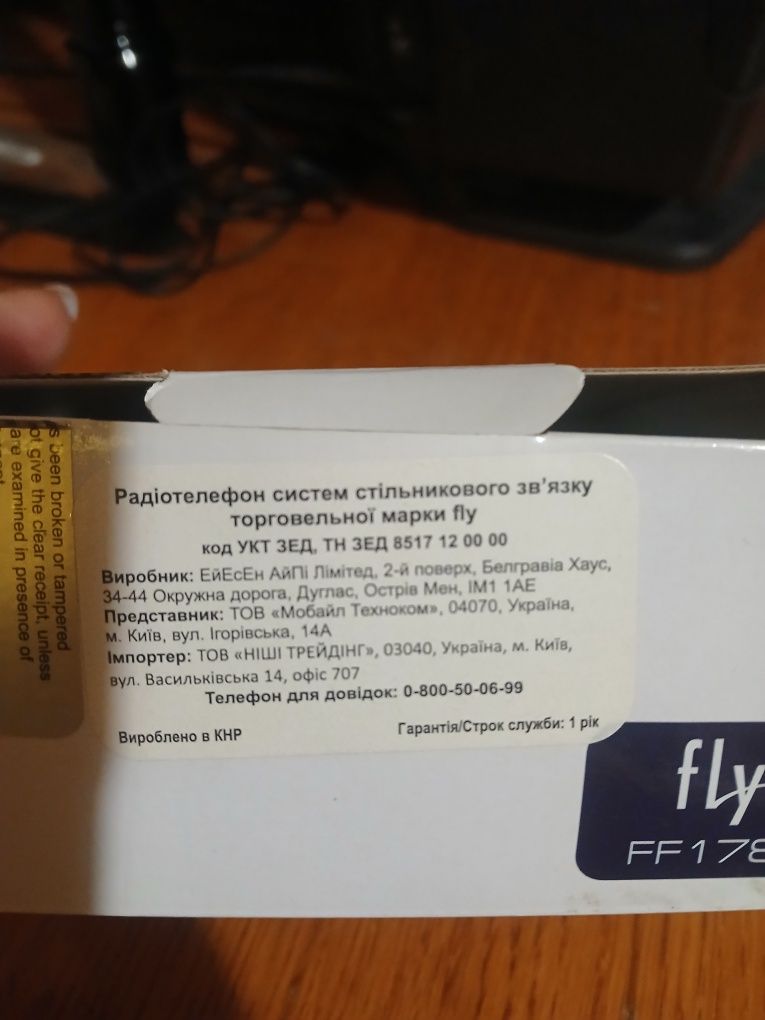 Радіотелефон систем стільникового зв'язку
торговельної марки fly
код УКТ ЗЕД, ТН ЗЕД 8517 12 00 00
Виробник: ЕйЕсЕн АйПі Лімітед, 2-й поверх, Белгравіа Хаус,
34-44 Окружна дорога, Дуглас, Острів Мен, IM1 1AE
Представник: ТОВ «Мобайл Техноком», 04070, Україна,
м. Київ, вул. Ігорівська, 14А
Імпортер: ТОВ «НІШІ ТРЕЙДІНГ», 03040, Україна, м. Київ,
вул. Васильківська 14, офіс 707
Телефон для довідок: 0-800-50-06-99
Вироблено в КНР
Гарантія/Строк служби: 1 рік
fly
FF178
s been broken or tampered
ot give the clear receipt, unless
are examined in presence of